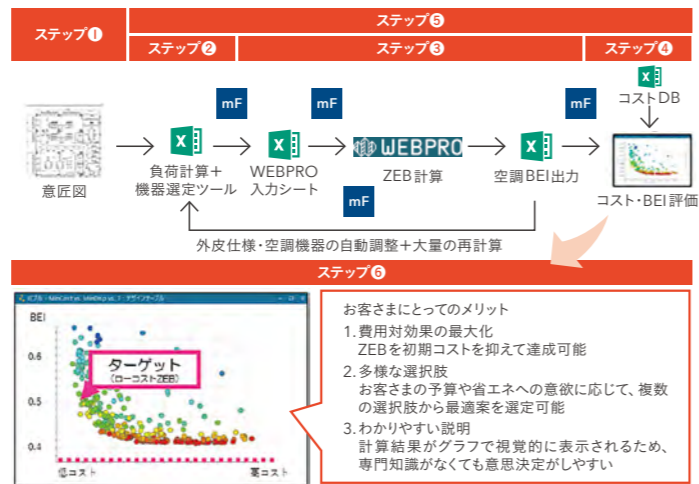 ステップ❶
ステップ❺
ステップ❷
ステップ❸
ステップ❹
mF
mF
mF
コストDB
意匠図
負荷計算＋
機器選定ツール
WEBPRO
入力シート
WEBPRO
ZEB計算
空調BEI出力
コスト・BEI評価
mF
外皮仕様・空調機器の自動調整＋大量の再計算
ステップ❻
BEI
0.6
0.5
0.4
ターゲット
（ローコストZEB）
低コスト
高コスト
お客さまにとってのメリット
1.費用対効果の最大化
ZEBを初期コストを抑えて達成可能
2.多様な選択肢
お客さまの予算や省エネへの意欲に応じて、複数
の選択肢から最適案を選定可能
3.わかりやすい説明
計算結果がグラフで視覚的に表示されるため、
専門知識がなくても意思決定がしやすい